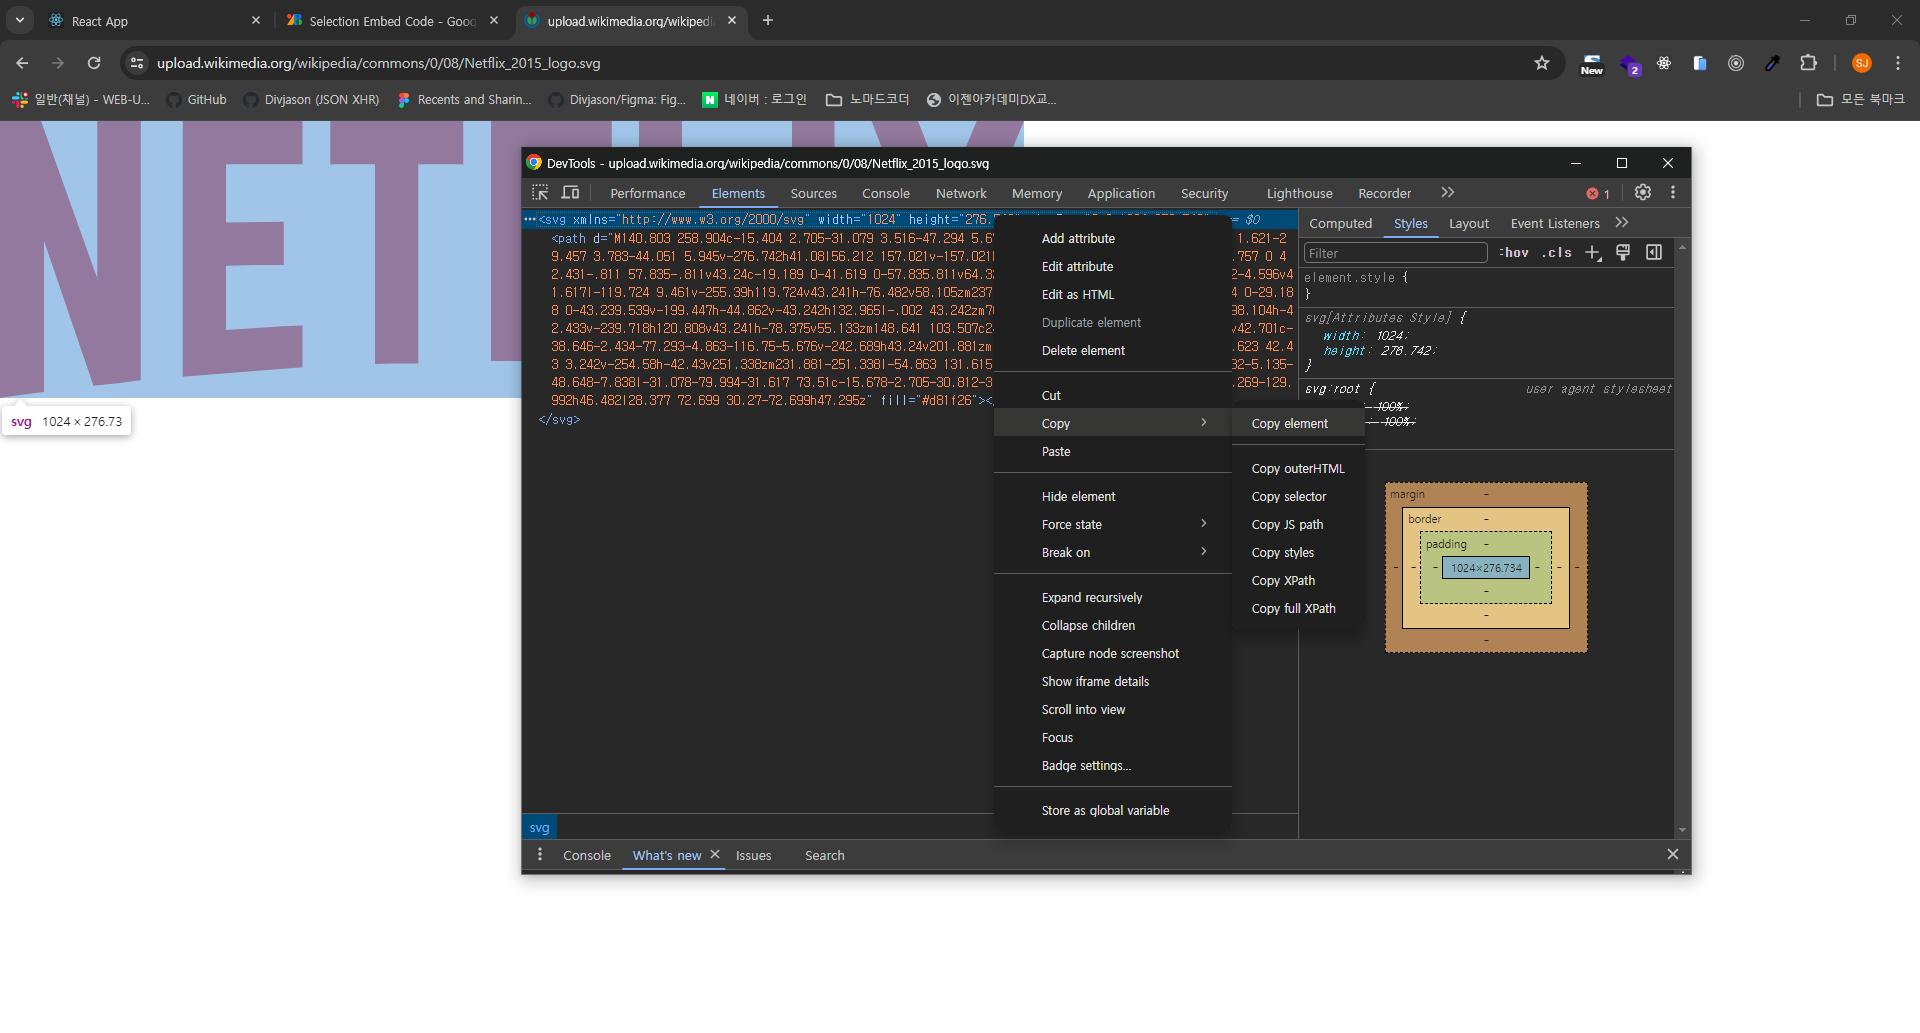 React App
Selection Embed Code - Goog
upload.wikimedia.org/wikipedi
upload.wikimedia.org/wikipedia/commons/0/08/Netflix_2015_logo.svg
New
2
SJ
일반(채널) - WEB-U...
GitHub
Divjason (JSON XHR)
Recents and Sharin...
Divjason/Figma: Fig...
N
네이버 : 로그인
노마드코더
이젠아카데미DX교...
모든 북마크
svg 1024 × 276.73
DevTools - upload.wikimedia.org/wikipedia/commons/0/08/Netflix_2015_logo.svg
Performance Elements Sources Console Network Memory Application Security Lighthouse Recorder
1
<svg xmlns="http://www.w3.org/2000/svg" width="1024" height="276. == $0
<path d="M140.803 258.904c-15.404 2.705-31.079 3.516-47.294 5.6 1.621-2
9.457 3.783-44.051 5.945v-276.742h41.08l56.212 157.021v-157.021 .757 0 4
2.431-.811 57.835-.811v43.24c-19.189 0-41.619 0-57.835.811v64.3 2-4.596v4
1.617l-119.724 9.461v-255.39h119.724v43.241h-76.482v58.105zm237 4 0-29.18
8 0-43.239.539v-199.447h-44.862v-43.242h132.965l-.002 43.242zm7 98.104h-4
2.433v-239.718h120.808v43.241h-78.375v55.133zm148.641 103.507c2 v42.701c-
38.646-2.434-77.293-4.863-116.75-5.676v-242.689h43.24v201.881zm .623 42.4
3 3.242v-254.58h-42.43v251.338zm231.881-251.338l-54.863 131.615 32-5.135-
48.648-7.838l-31.078-79.994-31.617 73.51c-15.678-2.705-30.812-3 .269-129.
992h46.482l28.377 72.699 30.27-72.699h47.295z" fill="#d81f26"><
</svg>
Add attribute
Edit attribute
Edit as HTML
Duplicate element
Delete element
Cut
Copy
Paste
Hide element
Force state
Break on
Expand recursively
Collapse children
Capture node screenshot
Show iframe details
Scroll into view
Focus
Badge settings...
Store as global variable
Copy element
Copy outerHTML
Copy selector
Copy JS path
Copy styles
Copy XPath
Copy full XPath
Computed Styles Layout Event Listeners
Filter :hov .cls
element.style {
}
svg[Attributes Style] {
width: 1024;
height: 276.742;
}
svg:root { user agent stylesheet
100%;
: 100%;
margin -
border -
padding -
- - - 1024×276.734 - - -
-
-
-
svg
Console What's new Issues Search